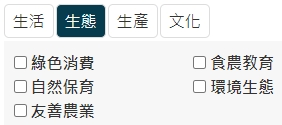 生活 生態 生產 文化
綠色消費 食農教育
自然保育 環境生態
友善農業